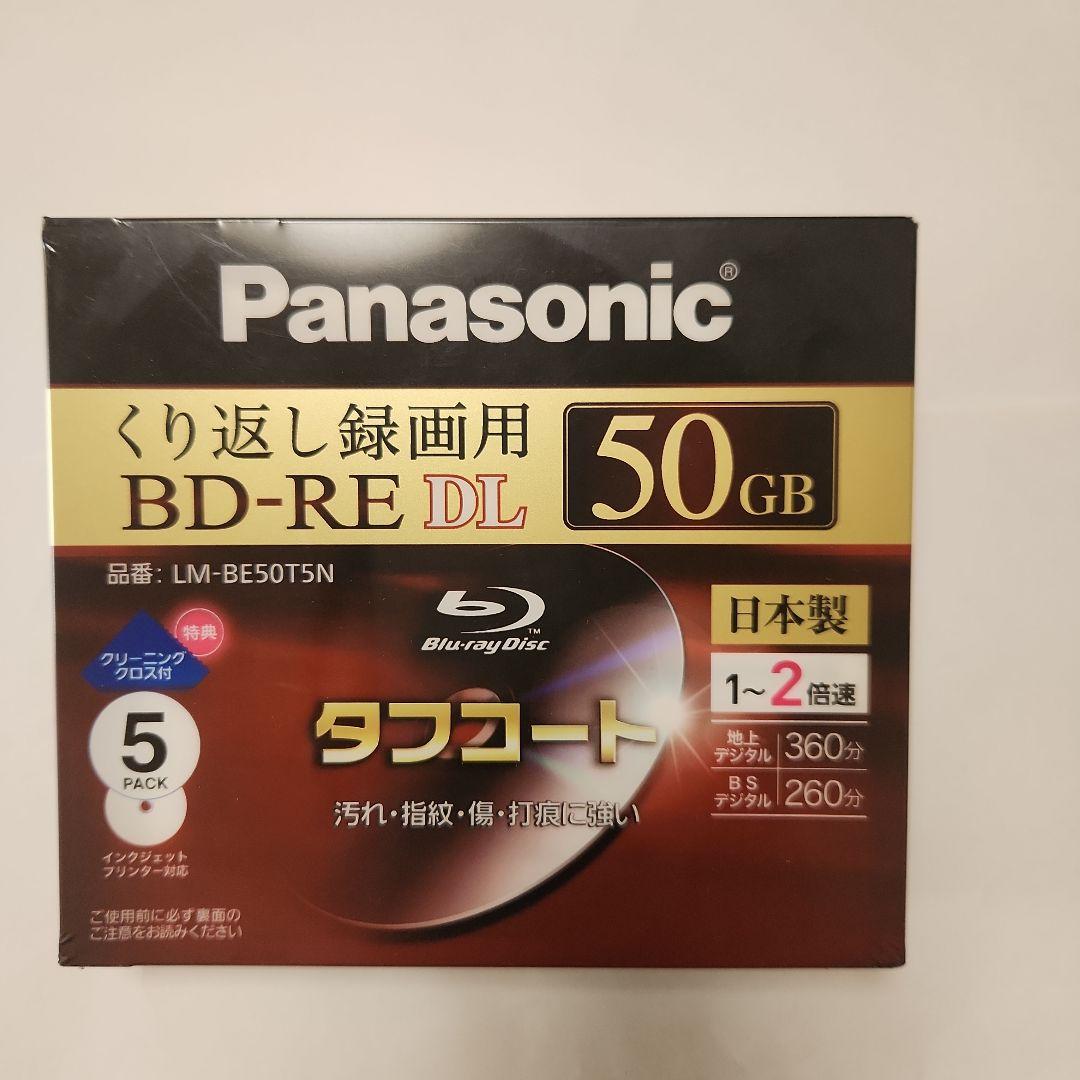 Panasonic®
くり返し録画用
BD-RE DL
50GB
品番: LM-BE50T5N
特典
クリーニング
クロス付
Blu-ray Disc™
日本製
1〜2倍速
地上
デジタル 360分
BS
デジタル 260分
5
PACK
タフコート
汚れ・指紋・傷・打痕に強い
インクジェット
プリンター対応
ご使用前に必ず裏面の
ご注意をお読みください